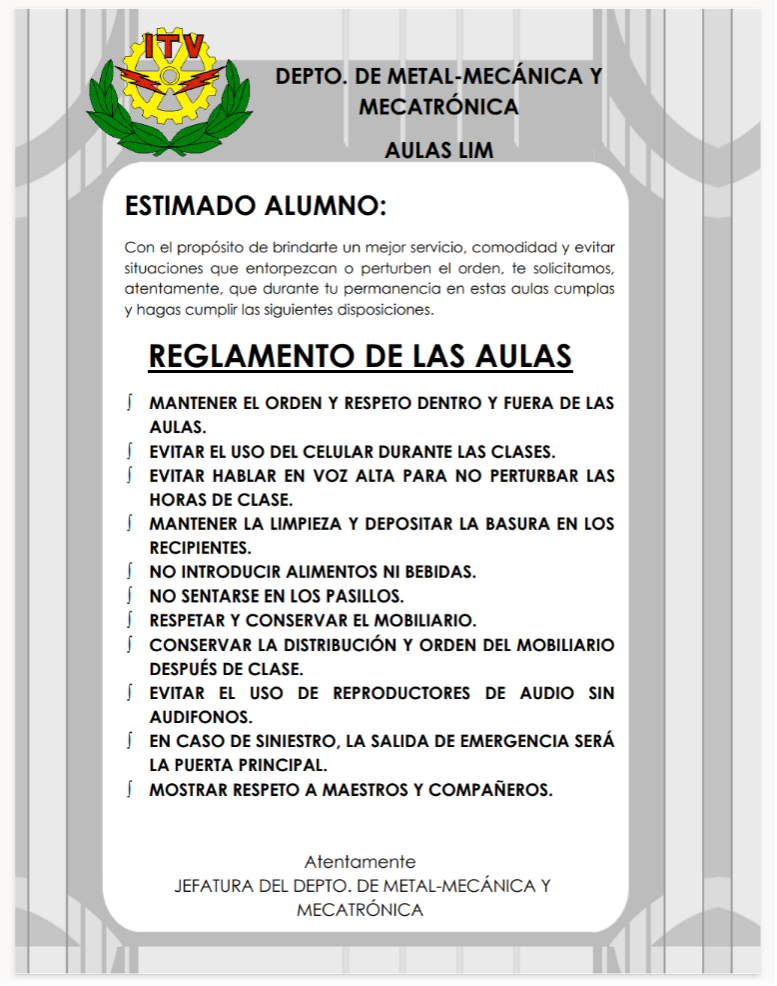 ITV
DEPTO. DE METAL-MECÁNICA Y
MECATRÓNICA
AULAS LIM
ESTIMADO ALUMNO:
Con el propósito de brindarte un mejor servicio, comodidad y evitar
situaciones que entorpezcan o perturben el orden, te solicitamos,
atentamente, que durante tu permanencia en estas aulas cumplas
y hagas cumplir las siguientes disposiciones.
REGLAMENTO DE LAS AULAS
∫ MANTENER EL ORDEN Y RESPETO DENTRO Y FUERA DE LAS
AULAS.
∫ EVITAR EL USO DEL CELULAR DURANTE LAS CLASES.
∫ EVITAR HABLAR EN VOZ ALTA PARA NO PERTURBAR LAS
HORAS DE CLASE.
∫ MANTENER LA LIMPIEZA Y DEPOSITAR LA BASURA EN LOS
RECIPIENTES.
∫ NO INTRODUCIR ALIMENTOS NI BEBIDAS.
∫ NO SENTARSE EN LOS PASILLOS.
∫ RESPETAR Y CONSERVAR EL MOBILIARIO.
∫ CONSERVAR LA DISTRIBUCIÓN Y ORDEN DEL MOBILIARIO
DESPUÉS DE CLASE.
∫ EVITAR EL USO DE REPRODUCTORES DE AUDIO SIN
AUDIFONOS.
∫ EN CASO DE SINIESTRO, LA SALIDA DE EMERGENCIA SERÁ
LA PUERTA PRINCIPAL.
∫ MOSTRAR RESPETO A MAESTROS Y COMPAÑEROS.
Atentamente
JEFATURA DEL DEPTO. DE METAL-MECÁNICA Y
MECATRÓNICA